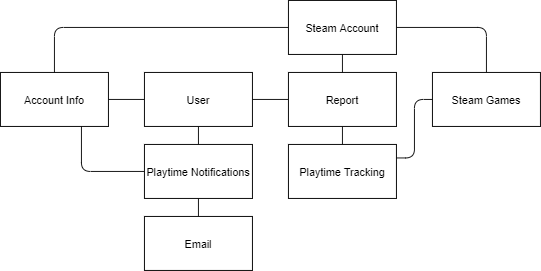 Steam Account
Account Info
User
Report
Steam Games
Playtime Notifications
Playtime Tracking
Email